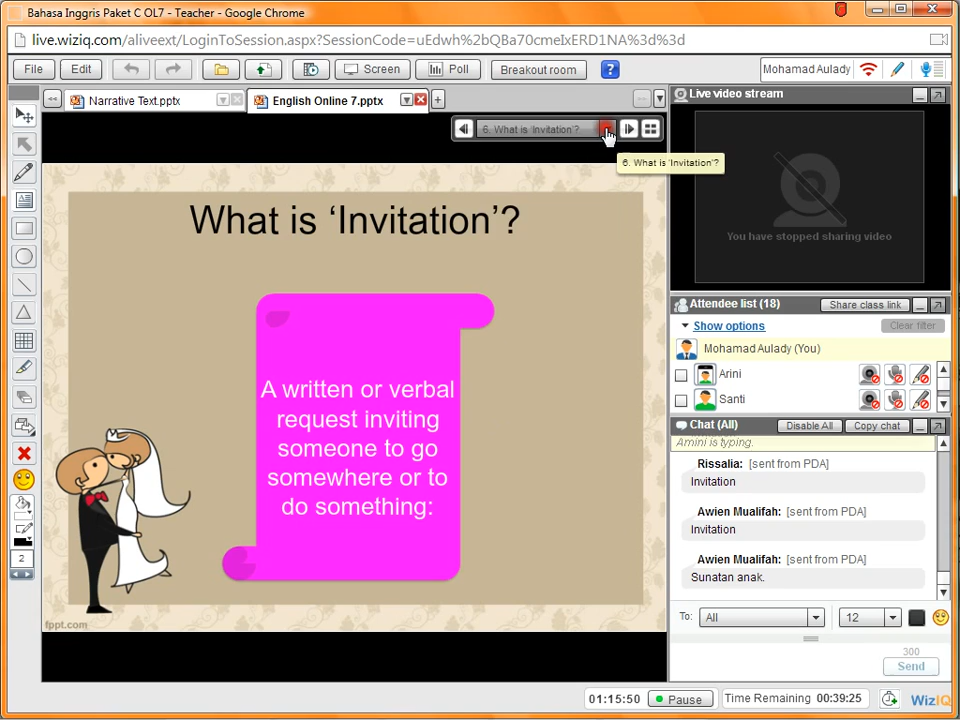 Bahasa Inggris Paket C OL7 - Teacher - Google Chrome
live.wiziq.com/aliveext/LoginToSession.aspx?SessionCode=uEdwh%2bQBa70cmeIxERD1NA%3d%3d
File
Edit
Screen
Poll
Breakout room
?
Mohamad Aulady
<<
Narrative Text.pptx
English Online 7.pptx
+
Live video stream
6. What is 'Invitation'?
6. What is 'Invitation'?
What is ‘Invitation’?
A written or verbal
request inviting
someone to go
somewhere or to
do something:
fppt.com
2
You have stopped sharing video
Attendee list (18)
Share class link
Show options
Clear filter
Mohamad Aulady (You)
Arini
Santi
Chat (All)
Disable All
Copy chat
Amini is typing.
Rissalia: [sent from PDA]
Invitation
Awien Mualifah: [sent from PDA]
Invitation
Awien Mualifah: [sent from PDA]
Sunatan anak.
To:
All
12
300
Send
01:15:50
Pause
Time Remaining
00:39:25
WizIQ